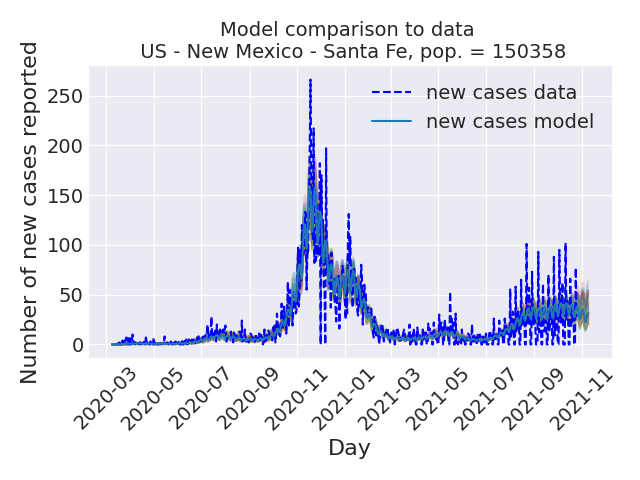 Model comparison to data
US - New Mexico - Santa Fe, pop. = 150358
Number of new cases reported
250
200
150
100
50
0
new cases data
new cases model
2020-03
2020-05
2020-07
2020-09
2020-11
2021-01
2021-03
2021-05
2021-07
2021-09
2021-11
Day